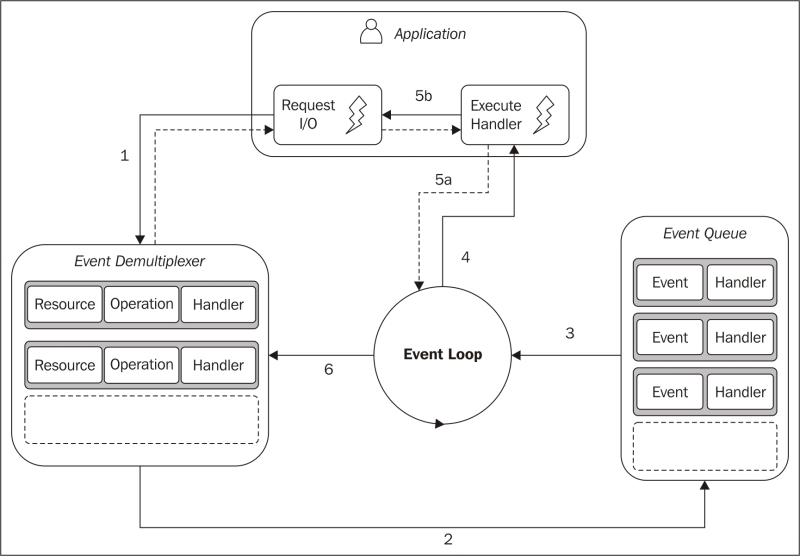 Application
Request
I/O
5b
Execute
Handler
1
5a
Event Demultiplexer
Resource Operation Handler
Resource Operation Handler
4
Event Queue
Event Handler
Event Handler
Event Handler
3
Event Loop
6
2